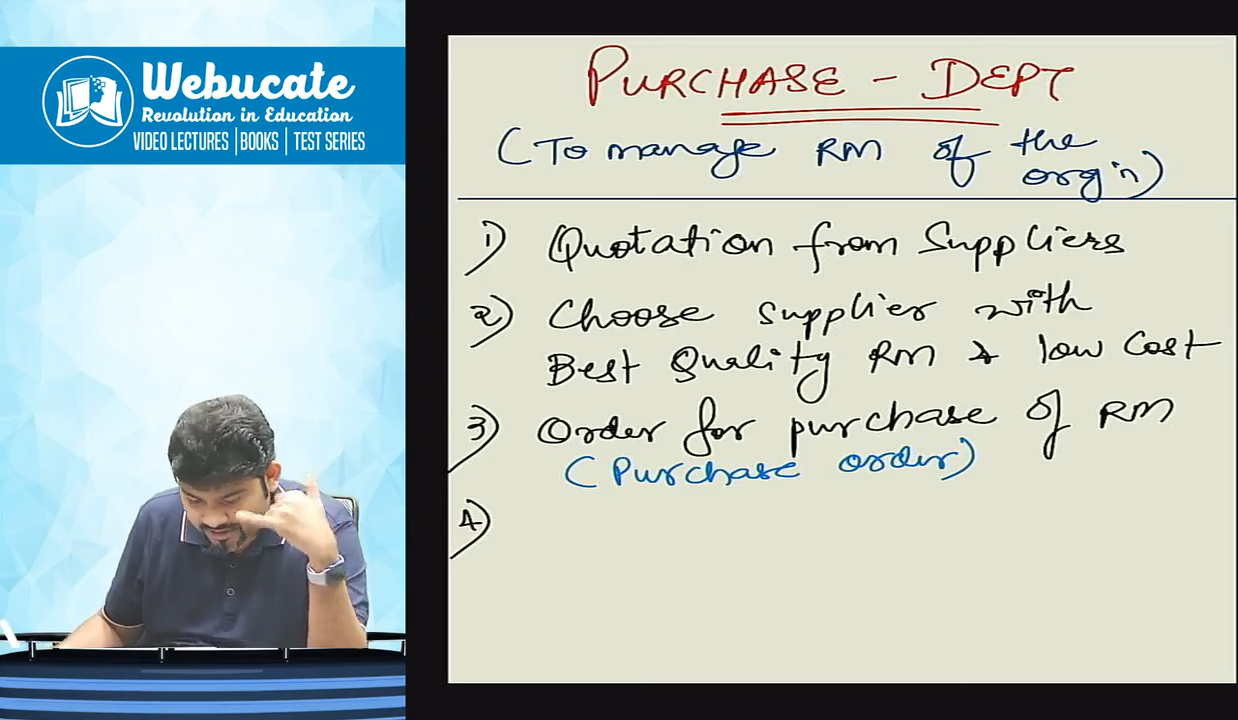 Webucate
Revolution in Education
VIDEO LECTURES | BOOKS | TEST SERIES
PURCHASE - DEPT
(To manage RM of the
orgn)
1) Quotation from Suppliers
2) Choose supplier with
Best Quality RM & low cost
3) Order for purchase of RM
(Purchase order)
4)